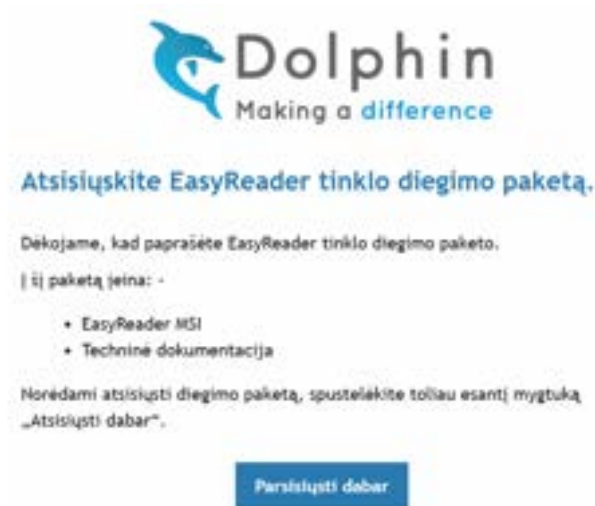 Dolphin
Making a difference
Atsisiųskite EasyReader tinklo diegimo paketą.
Dėkojame, kad paprašėte EasyReader tinklo diegimo paketo.
Į šį paketą įeina: -
• EasyReader MSI
• Techninė dokumentacija
Norėdami atsisiųsti diegimo paketą, spustelėkite toliau esantį mygtuką
„Atsisiųsti dabar“.
Parsisiųsti dabar